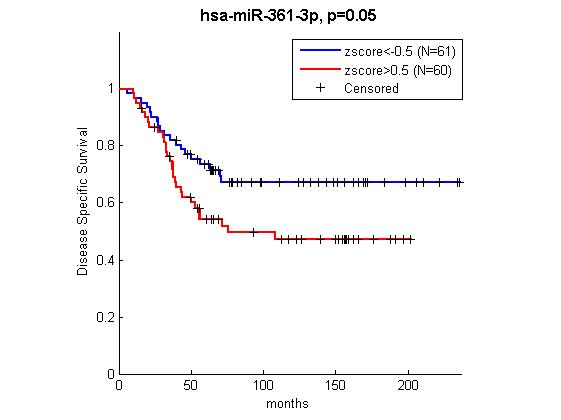 hsa-miR-361-3p, p=0.05
zscore<-0.5 (N=61)
zscore>0.5 (N=60)
Censored
Disease Specific Survival
1
0.8
0.6
0.4
0.2
0
0 50 100 150 200
months